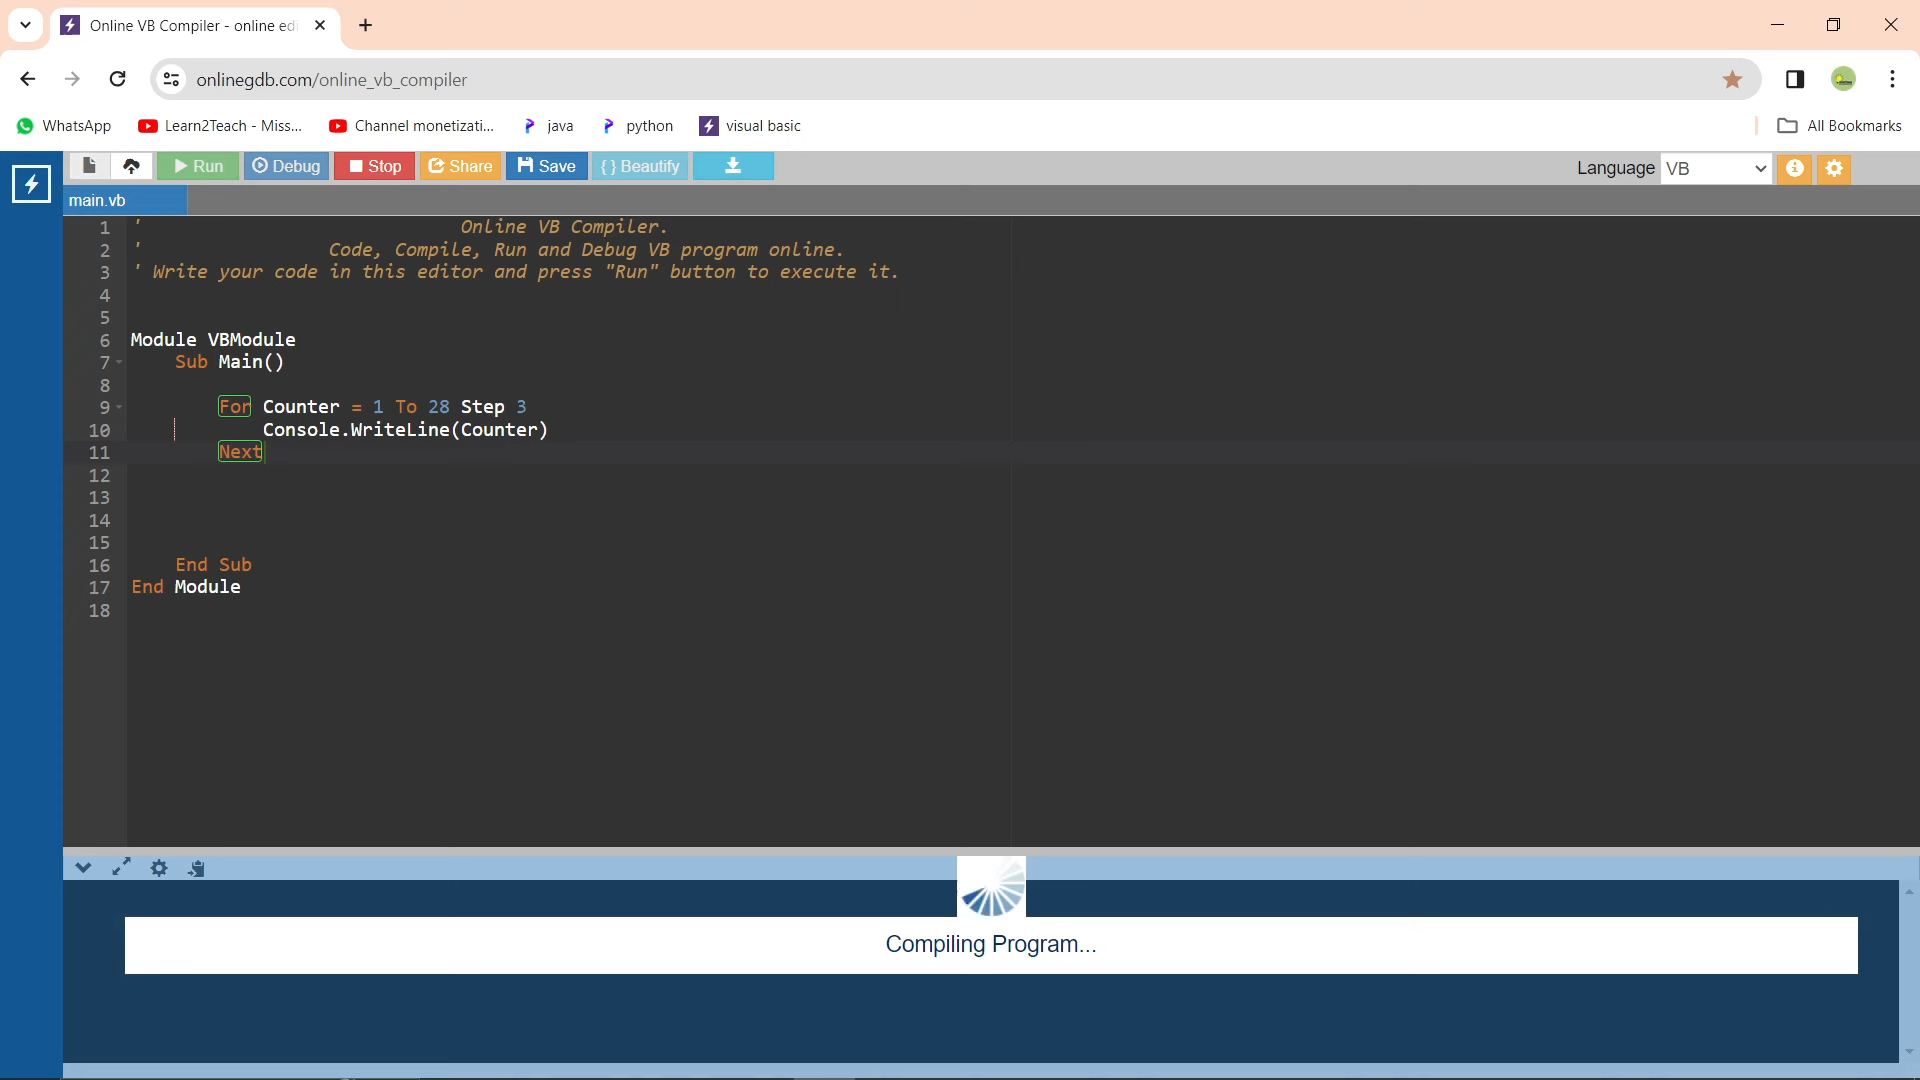 Online VB Compiler - online edi
onlinegdb.com/online_vb_compiler
WhatsApp Learn2Teach - Miss... Channel monetizati... java python visual basic All Bookmarks
Run Debug Stop Share Save { } Beautify Language VB
main.vb
1 ' Online VB Compiler.
2 ' Code, Compile, Run and Debug VB program online.
3 ' Write your code in this editor and press "Run" button to execute it.
4
5
6 Module VBModule
7 Sub Main()
8
9 For Counter = 1 To 28 Step 3
10 Console.WriteLine(Counter)
11 Next
12
13
14
15
16 End Sub
17 End Module
18
Compiling Program...